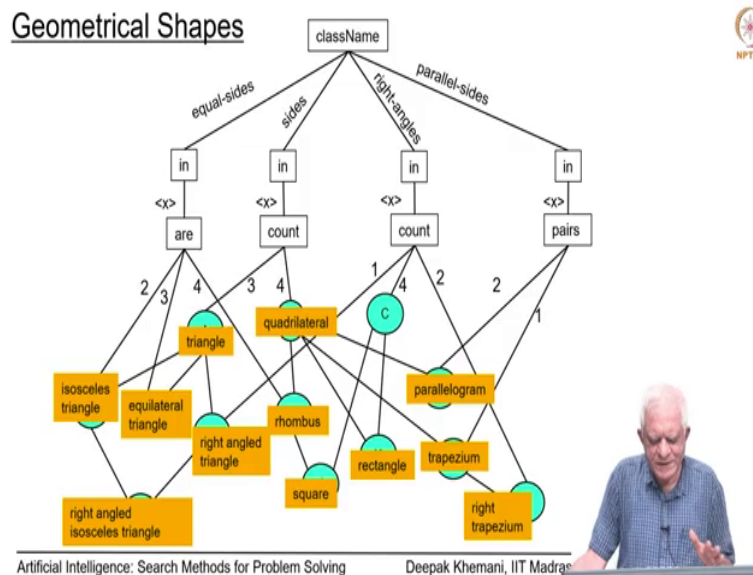 Geometrical Shapes
className
NPT
equal-sides
sides
right-angles
parallel-sides
in
in
in
in
<x>
<x>
<x>
<x>
are
count
count
pairs
2
3
4
3
4
1
4
2
2
1
C
quadrilateral
triangle
isosceles
triangle
equilateral
triangle
parallelogram
rhombus
right angled
triangle
rectangle
trapezium
square
right angled
isosceles triangle
right
trapezium
Artificial Intelligence: Search Methods for Problem Solving
Deepak Khemani, IIT Madras